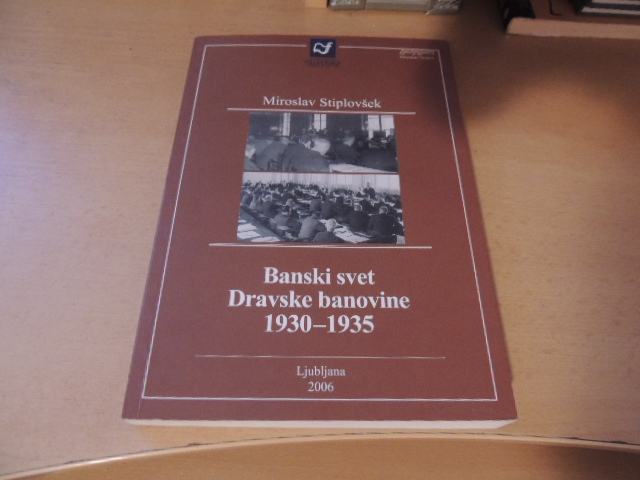 Miroslav Stiplovšek
Banski svet
Dravske banovine
1930–1935
Ljubljana
2006